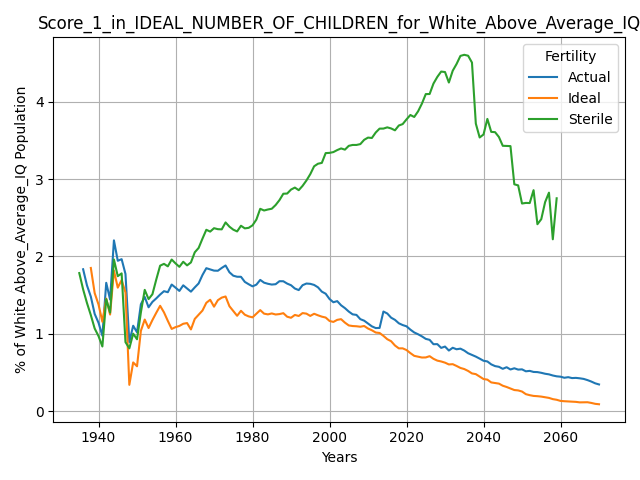 Score_1_in_IDEAL_NUMBER_OF_CHILDREN_for_White_Above_Average_IQ
Fertility
Actual
Ideal
Sterile
% of White Above_Average_IQ Population
4
3
2
1
0
1940 1960 1980 2000 2020 2040 2060
Years